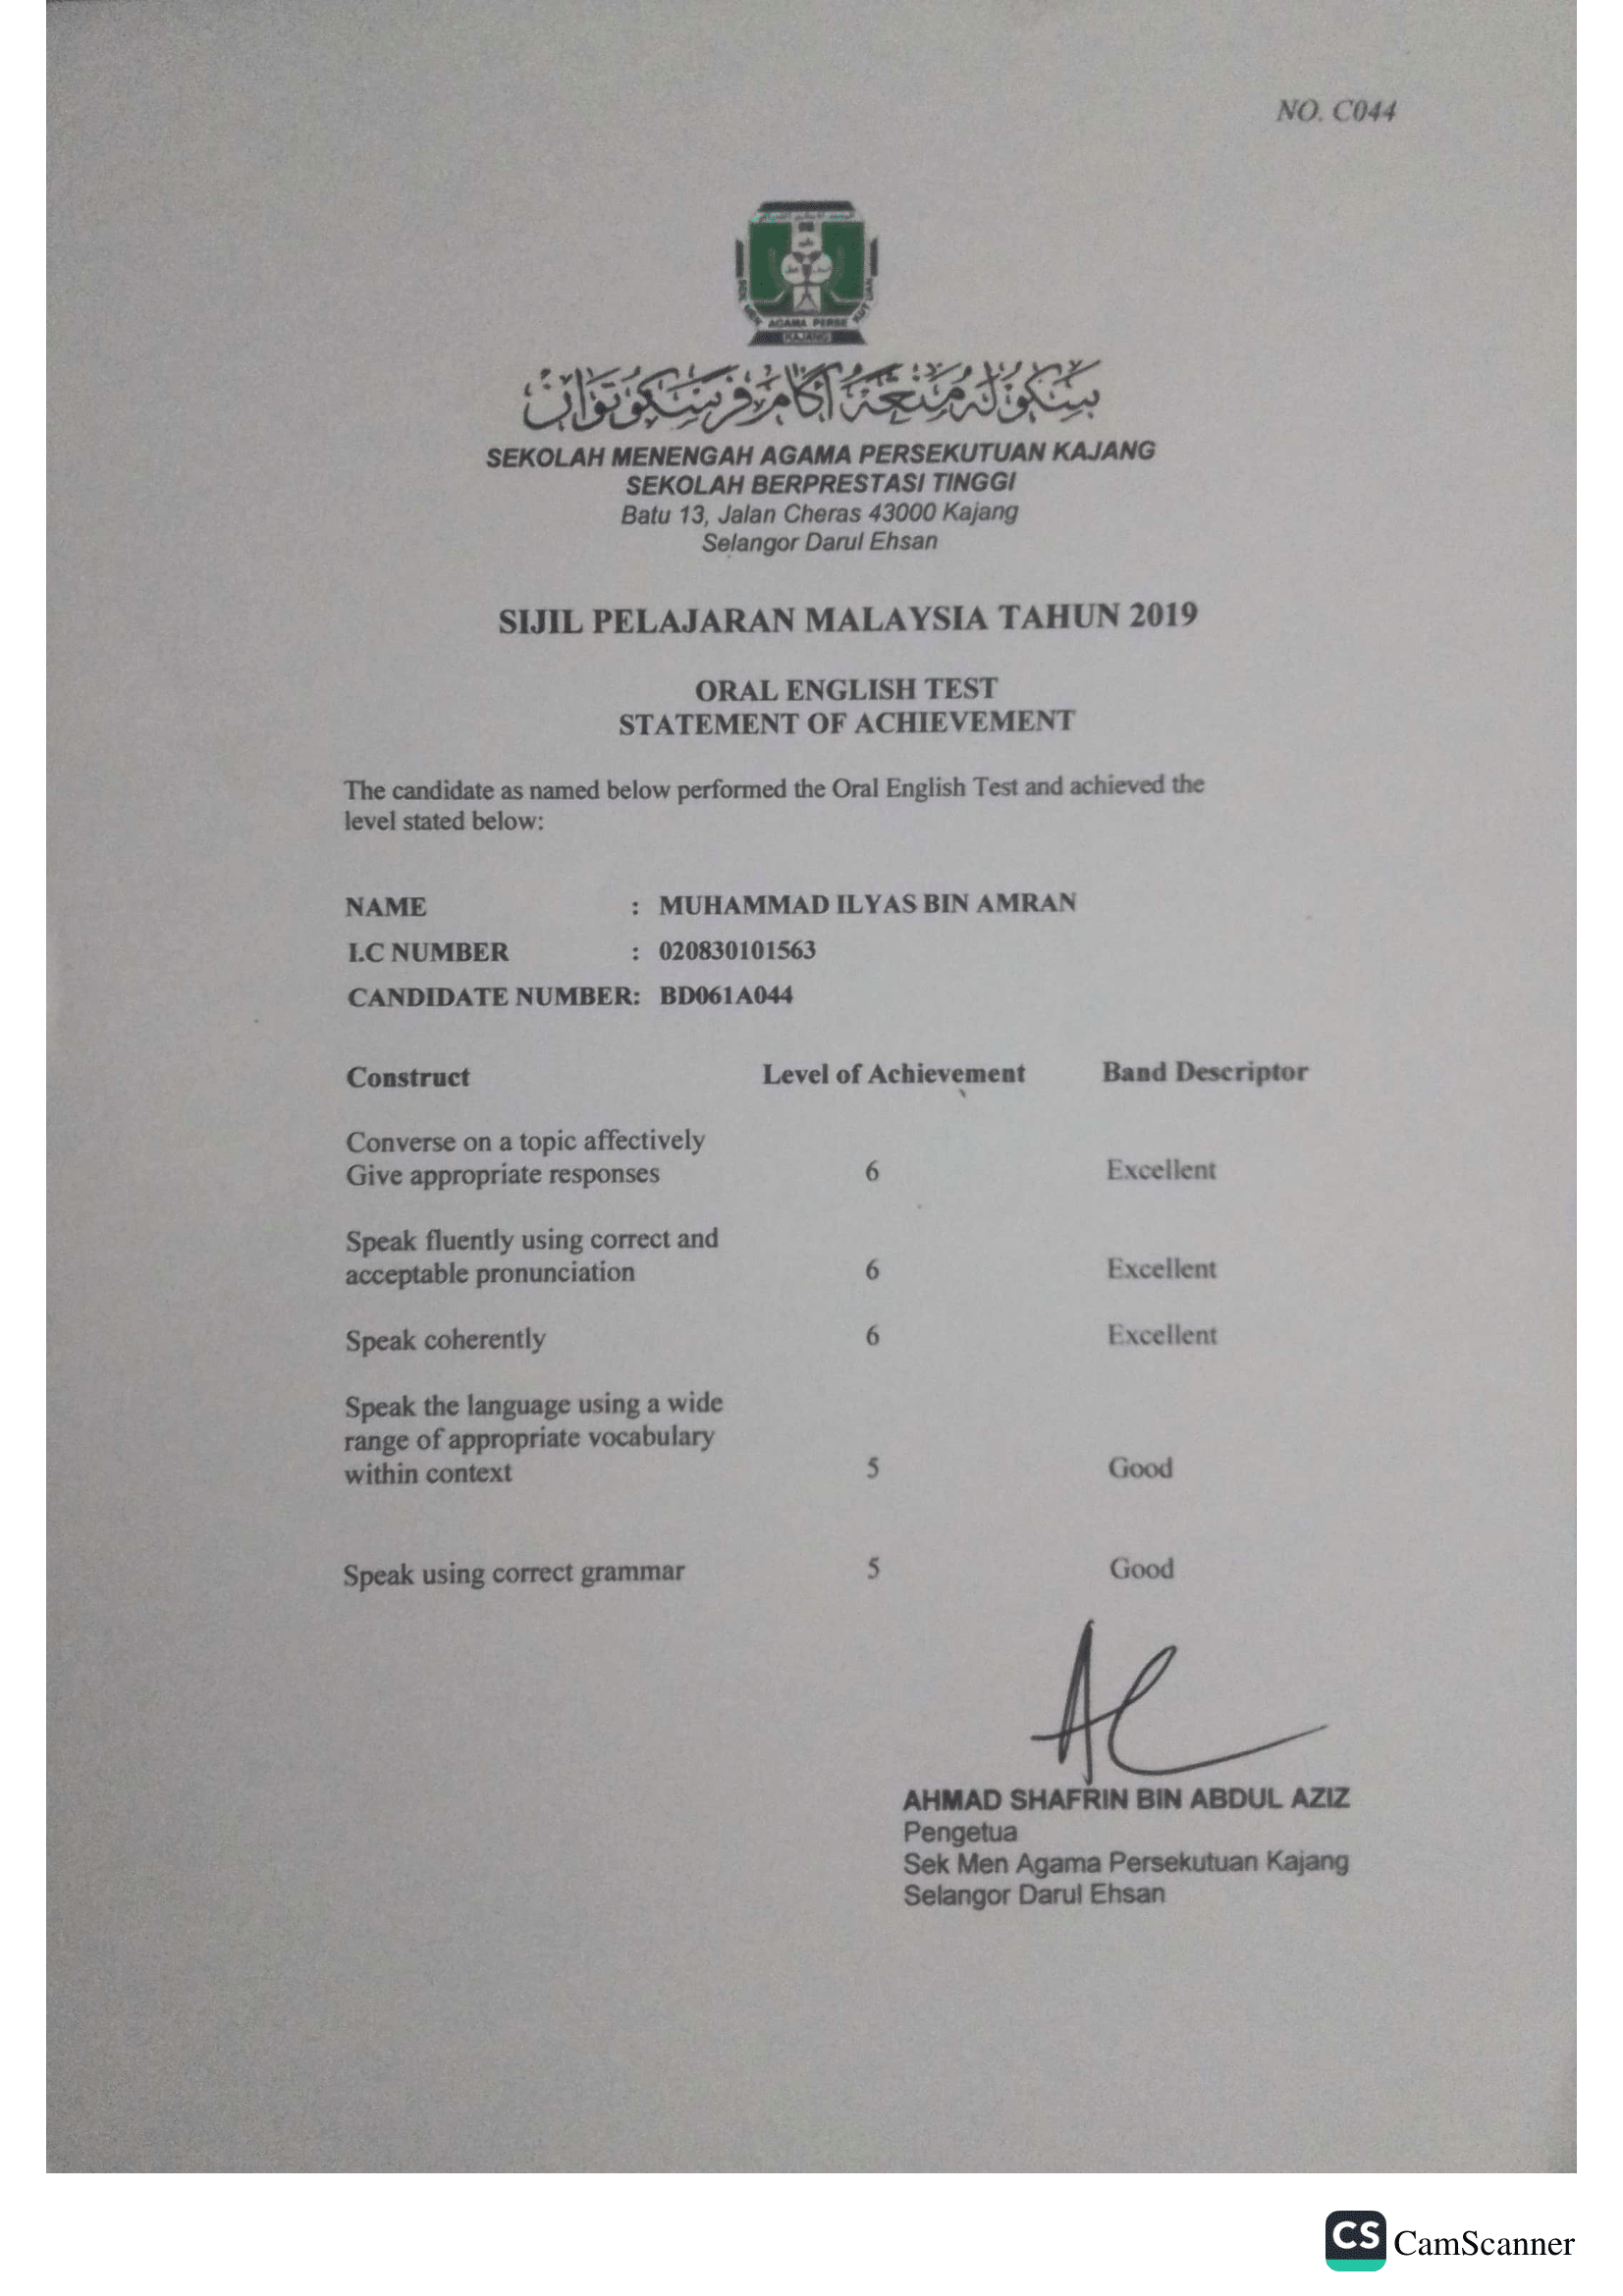 NO. C044
AGAMA PERSE
KAJANG
سكوله منعه اݢام فرسكوتوان
SEKOLAH MENENGAH AGAMA PERSEKUTUAN KAJANG
SEKOLAH BERPRESTASI TINGGI
Batu 13, Jalan Cheras 43000 Kajang
Selangor Darul Ehsan
SIJIL PELAJARAN MALAYSIA TAHUN 2019
ORAL ENGLISH TEST
STATEMENT OF ACHIEVEMENT
The candidate as named below performed the Oral English Test and achieved the
level stated below:
NAME : MUHAMMAD ILYAS BIN AMRAN
I.C NUMBER : 020830101563
CANDIDATE NUMBER: BD061A044
Construct Level of Achievement Band Descriptor
Converse on a topic affectively
Give appropriate responses 6 Excellent
Speak fluently using correct and
acceptable pronunciation 6 Excellent
Speak coherently 6 Excellent
Speak the language using a wide
range of appropriate vocabulary
within context 5 Good
Speak using correct grammar 5 Good
AHMAD SHAFRIN BIN ABDUL AZIZ
Pengetua
Sek Men Agama Persekutuan Kajang
Selangor Darul Ehsan
CS CamScanner